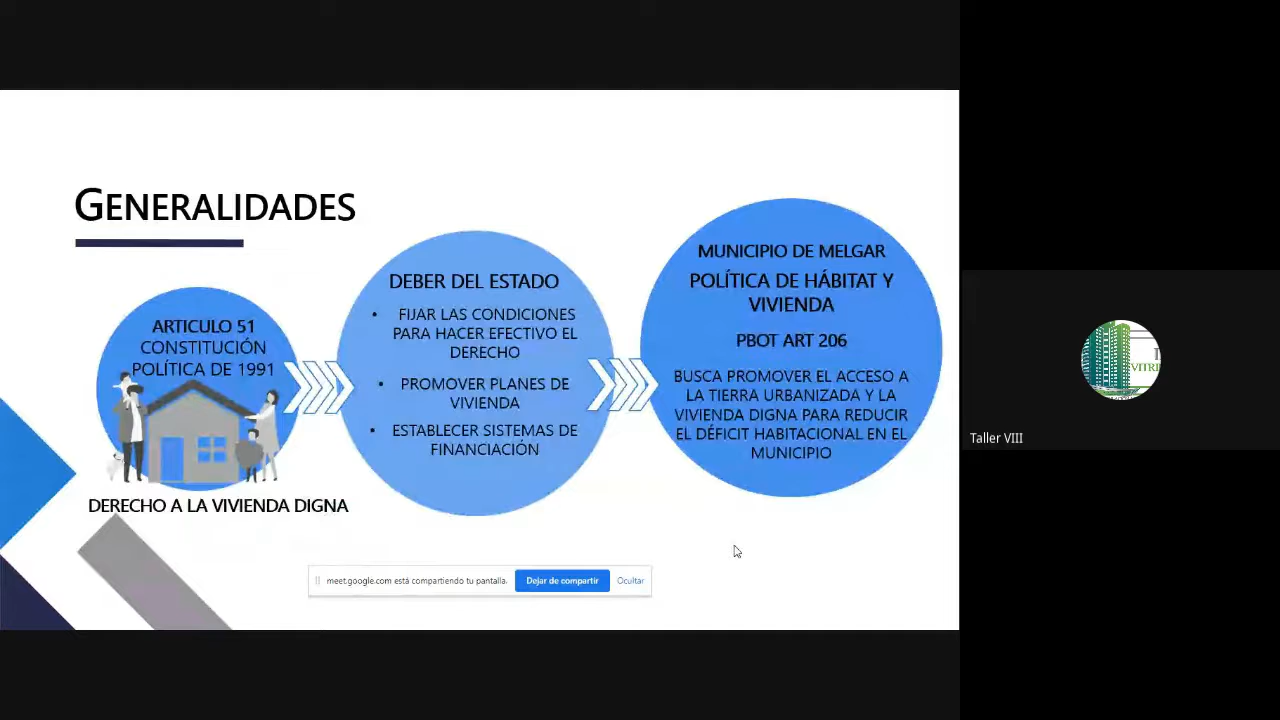 GENERALIDADES
ARTICULO 51
CONSTITUCIÓN
POLÍTICA DE 1991
DERECHO A LA VIVIENDA DIGNA
DEBER DEL ESTADO
• FIJAR LAS CONDICIONES
PARA HACER EFECTIVO EL
DERECHO
• PROMOVER PLANES DE
VIVIENDA
• ESTABLECER SISTEMAS DE
FINANCIACIÓN
MUNICIPIO DE MELGAR
POLÍTICA DE HÁBITAT Y
VIVIENDA
PBOT ART 206
BUSCA PROMOVER EL ACCESO A
LA TIERRA URBANIZADA Y LA
VIVIENDA DIGNA PARA REDUCIR
EL DÉFICIT HABITACIONAL EN EL
MUNICIPIO
meet.google.com está compartiendo tu pantalla. Dejar de compartir Ocultar
Taller VIII